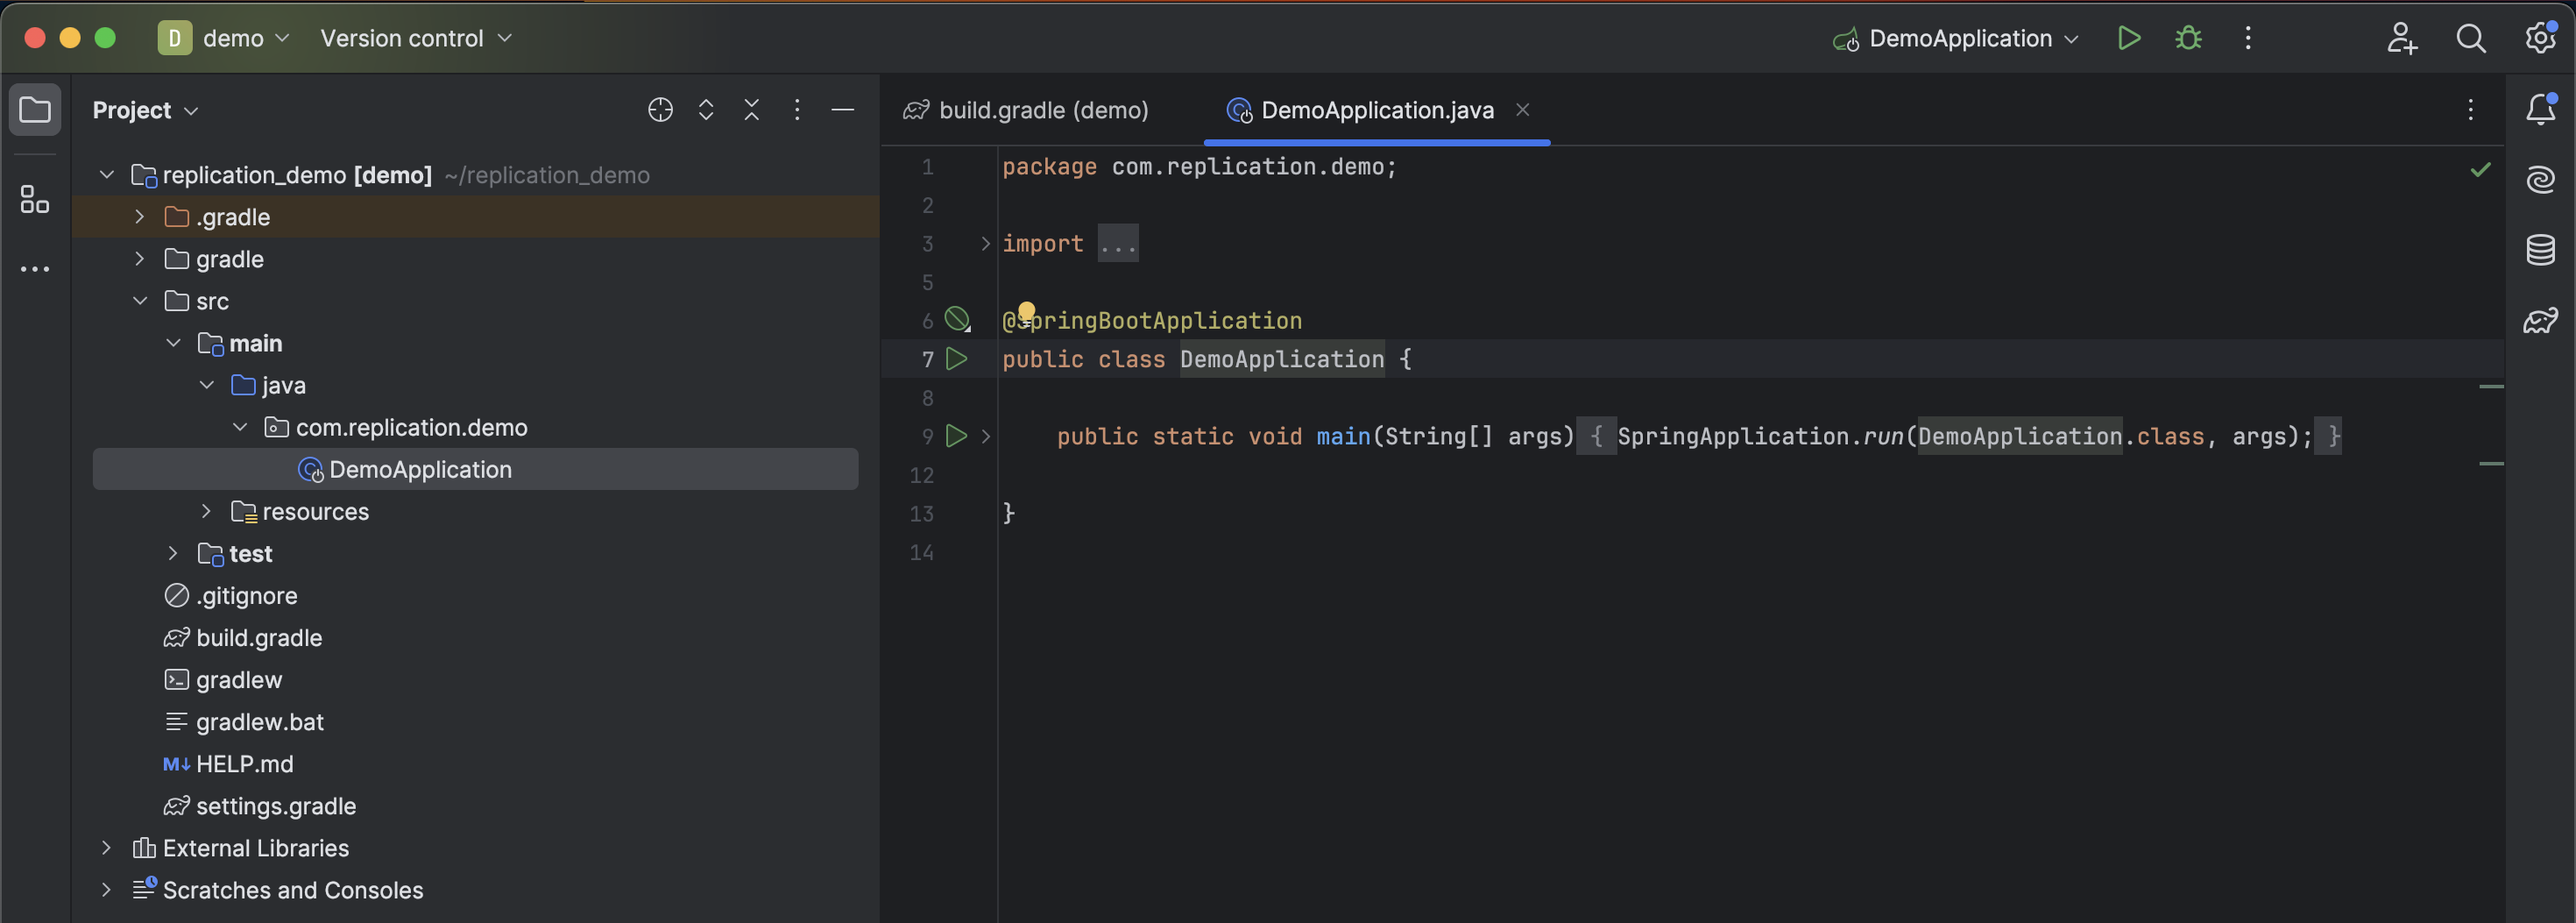 D demo Version control DemoApplication
Project
replication_demo [demo] ~/replication_demo
.gradle
gradle
src
main
java
com.replication.demo
DemoApplication
resources
test
.gitignore
build.gradle
gradlew
gradlew.bat
M↓ HELP.md
settings.gradle
External Libraries
Scratches and Consoles
build.gradle (demo) DemoApplication.java
1 package com.replication.demo;
2
3 import ...
5
6 @SpringBootApplication
7 public class DemoApplication {
8
9 public static void main(String[] args) { SpringApplication.run(DemoApplication.class, args); }
12
13 }
14